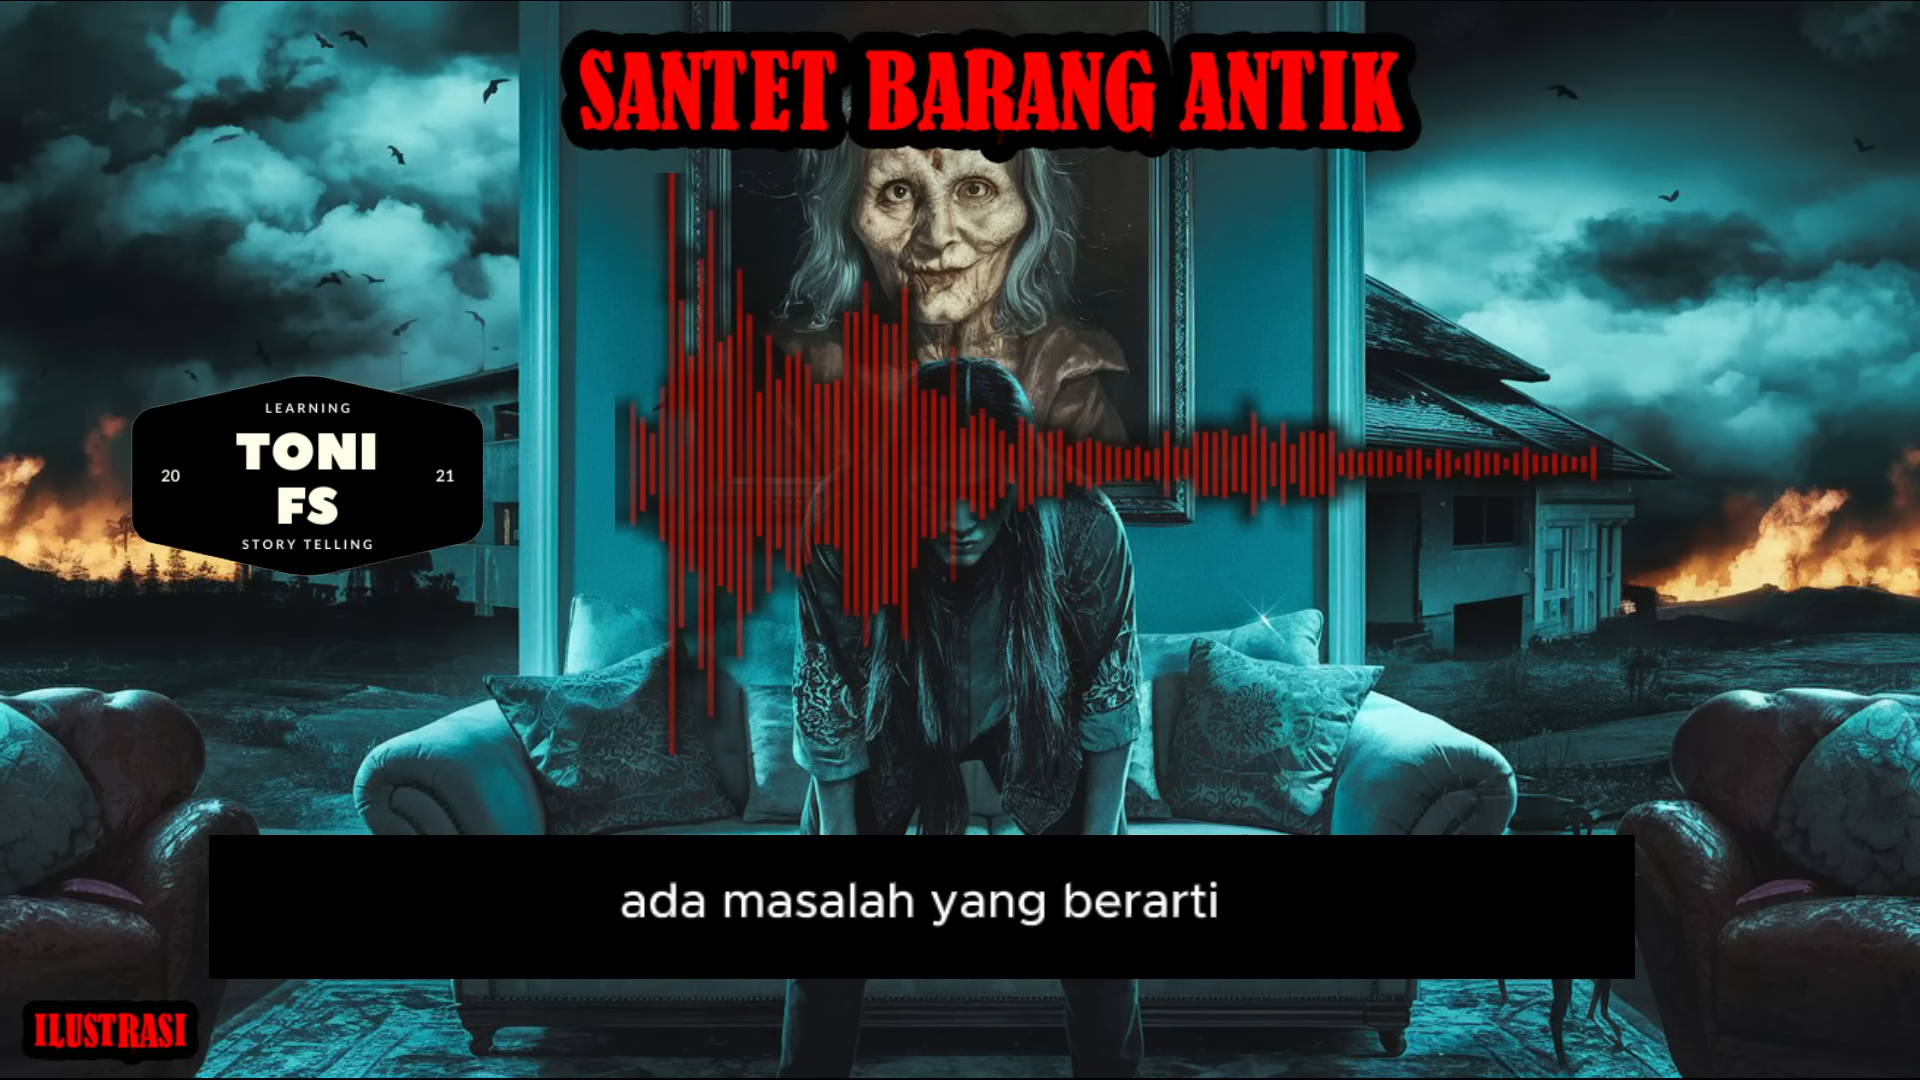 SANTET BARANG ANTIK
LEARNING
TONI
FS
20
21
STORY TELLING
ada masalah yang berarti
ILUSTRASI